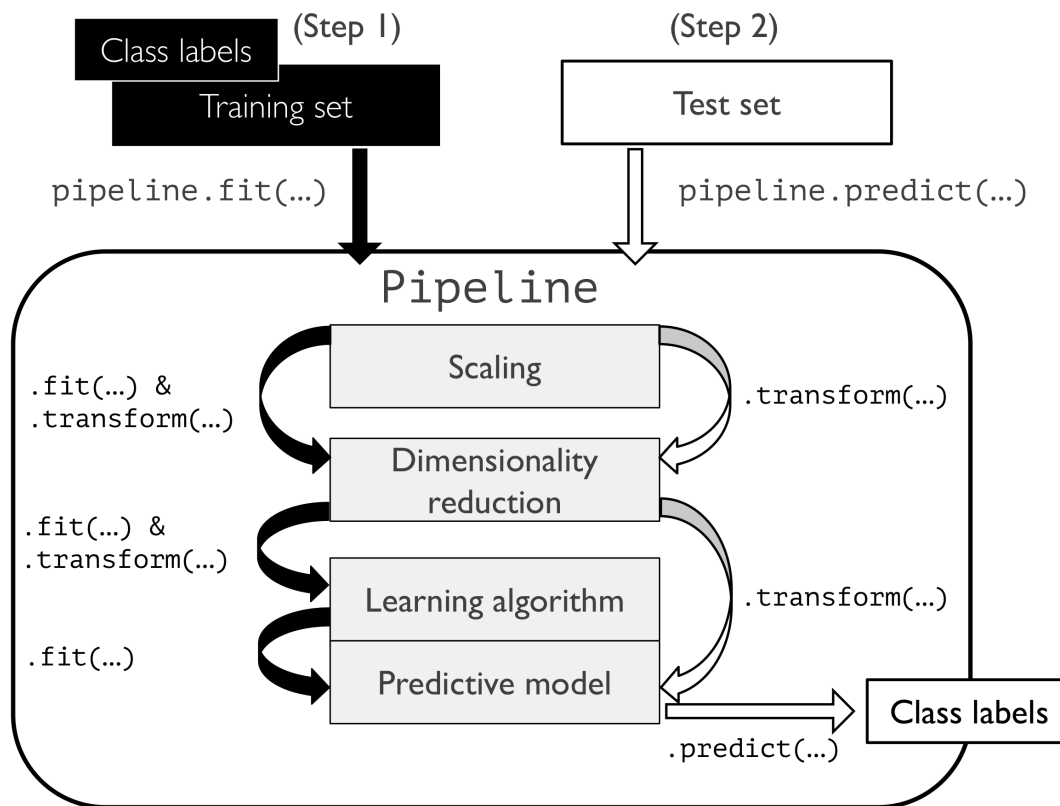 (Step 1)
(Step 2)
Class labels
Training set
Test set
pipeline.fit(…)
pipeline.predict(…)
Pipeline
Scaling
.fit(…) &
.transform(…)
.transform(…)
Dimensionality
reduction
.fit(…) &
.transform(…)
Learning algorithm
.transform(…)
.fit(…)
Predictive model
Class labels
.predict(…)